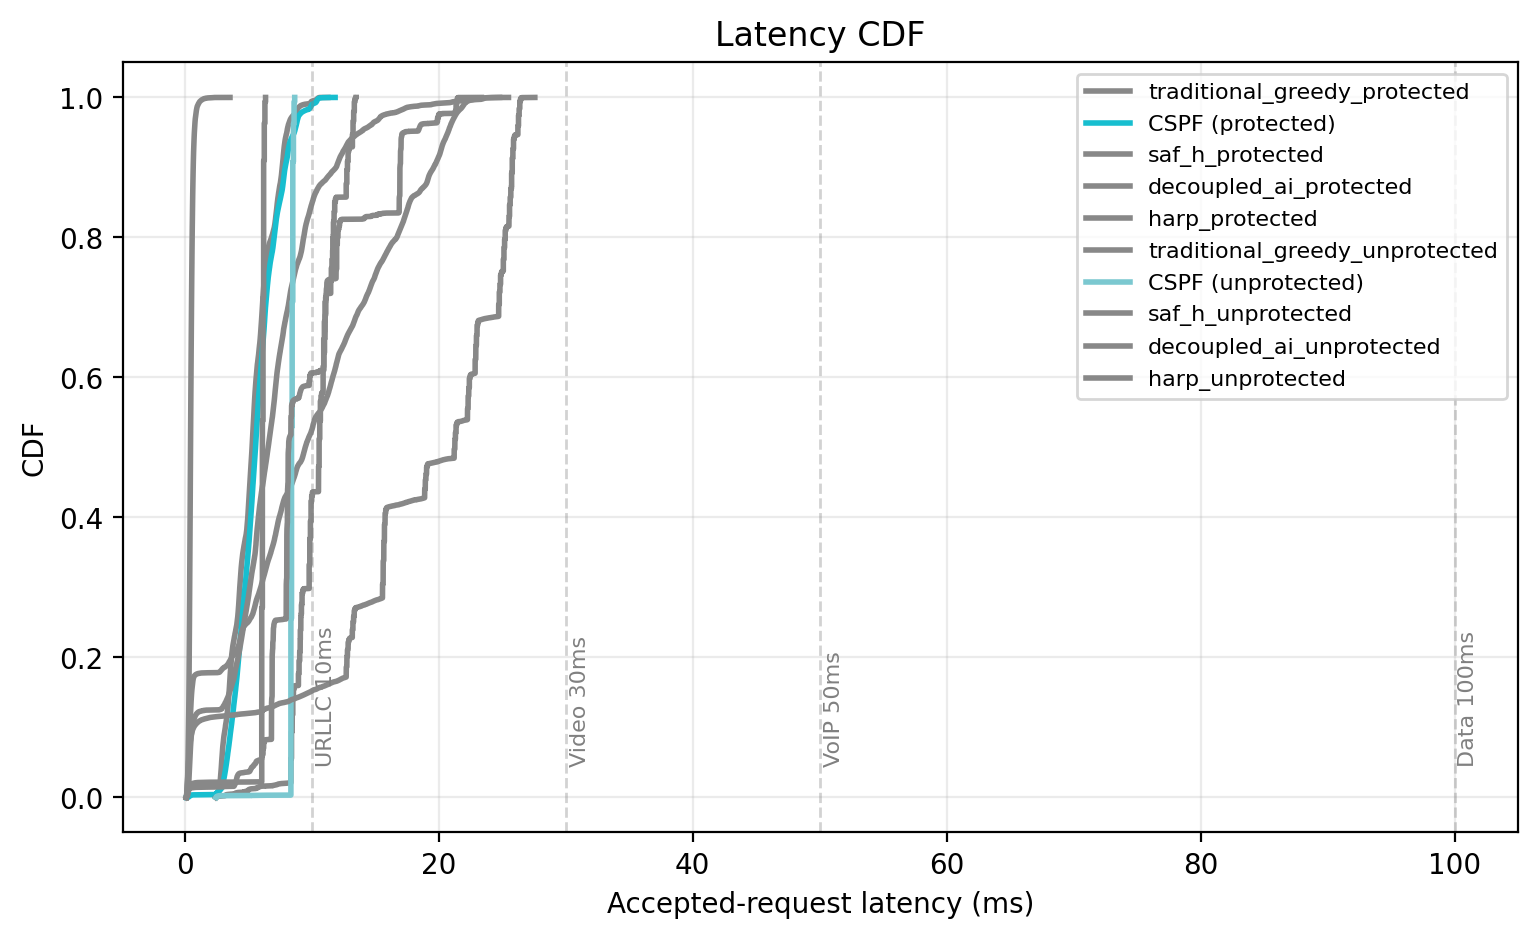 Latency CDF
traditional_greedy_protected
CSPF (protected)
saf_h_protected
decoupled_ai_protected
harp_protected
traditional_greedy_unprotected
CSPF (unprotected)
saf_h_unprotected
decoupled_ai_unprotected
harp_unprotected
1.0
0.8
0.6
0.4
0.2
0.0
CDF
URLLC 10ms
Video 30ms
VoIP 50ms
Data 100ms
0
20
40
60
80
100
Accepted-request latency (ms)